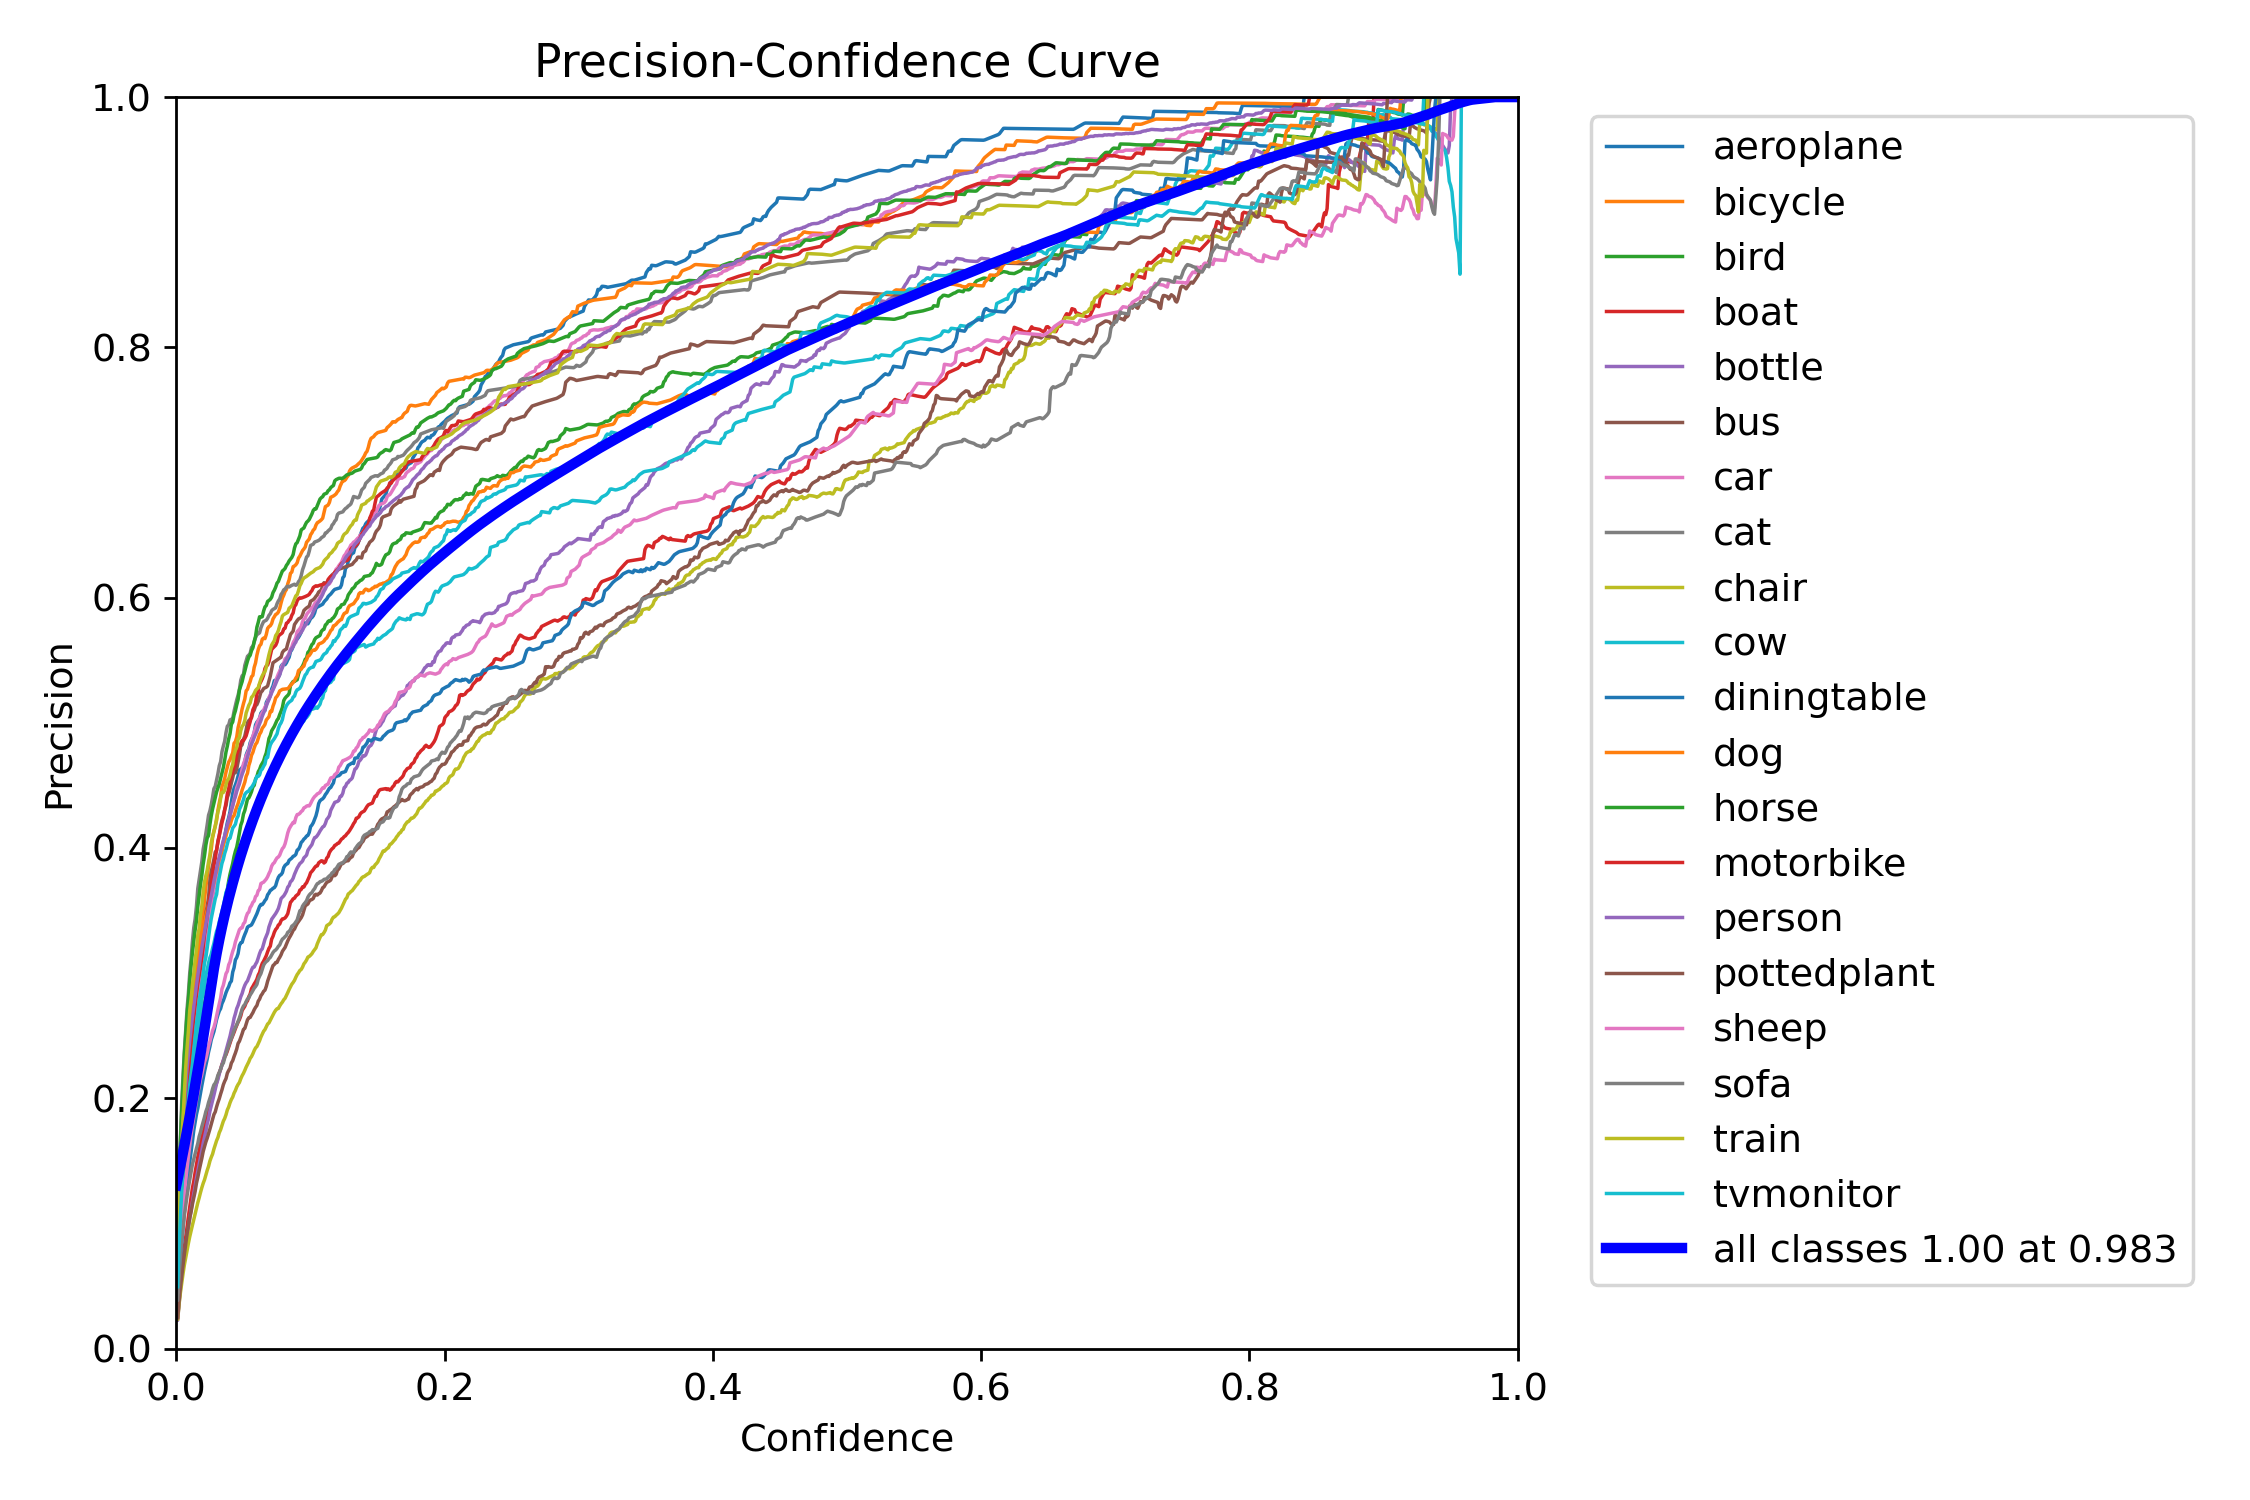 Precision-Confidence Curve
1.0
0.8
0.6
0.4
0.2
0.0
Precision
0.0 0.2 0.4 0.6 0.8 1.0
Confidence
aeroplane
bicycle
bird
boat
bottle
bus
car
cat
chair
cow
diningtable
dog
horse
motorbike
person
pottedplant
sheep
sofa
train
tvmonitor
all classes 1.00 at 0.983